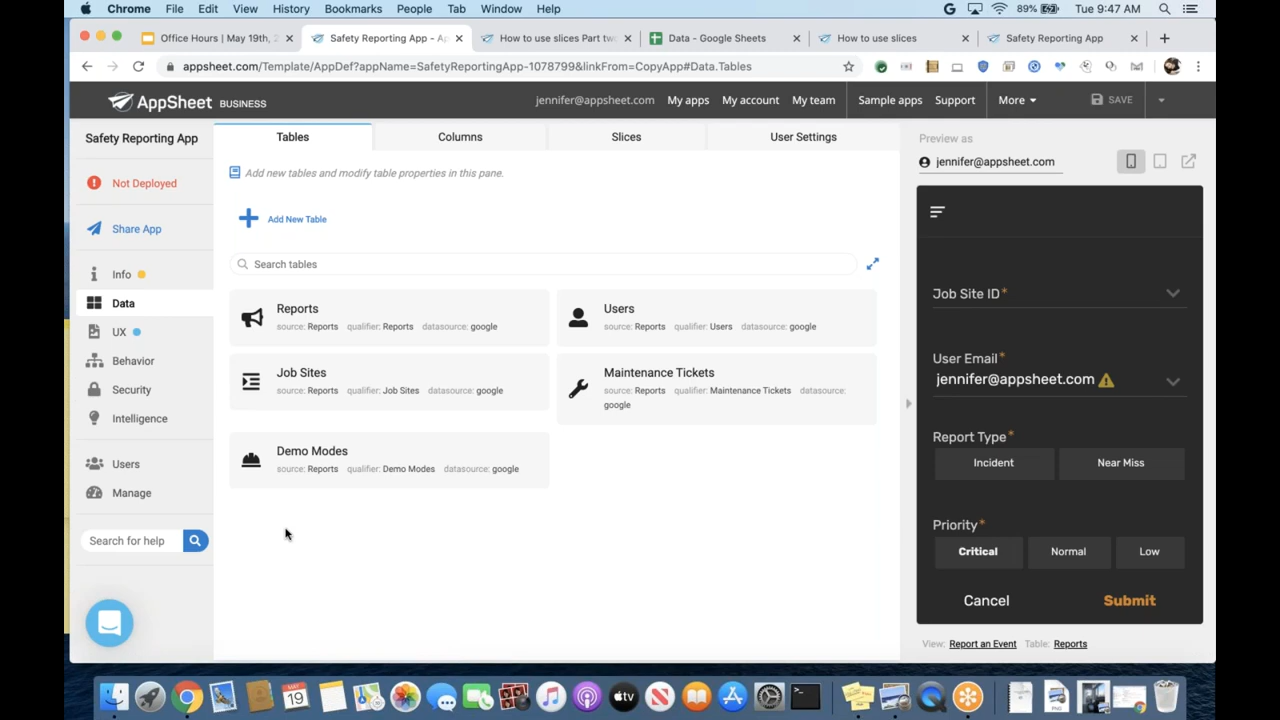 Chrome File Edit View History Bookmarks People Tab Window Help 89% Tue 9:47 AM
Office Hours | May 19th, 2 Safety Reporting App - A How to use slices Part two: Data - Google Sheets How to use slices Safety Reporting App
appsheet.com/Template/AppDef?appName=SafetyReportingApp-1078799&linkFrom=CopyApp#Data.Tables
AppSheet BUSINESS jennifer@appsheet.com My apps My account My team Sample apps Support More SAVE
Safety Reporting App
Not Deployed
Share App
Info
Data
UX
Behavior
Security
Intelligence
Users
Manage
Search for help
Tables Columns Slices User Settings
Add new tables and modify table properties in this pane.
Add New Table
Search tables
Reports
source: Reports qualifier: Reports datasource: google
Users
source: Reports qualifier: Users datasource: google
Job Sites
source: Reports qualifier: Job Sites datasource: google
Maintenance Tickets
source: Reports qualifier: Maintenance Tickets datasource:
google
Demo Modes
source: Reports qualifier: Demo Modes datasource: google
Preview as
jennifer@appsheet.com
Job Site ID*
User Email*
jennifer@appsheet.com
Report Type*
Incident Near Miss
Priority*
Critical Normal Low
Cancel Submit
View: Report an Event Table: Reports
MAY
19
tv